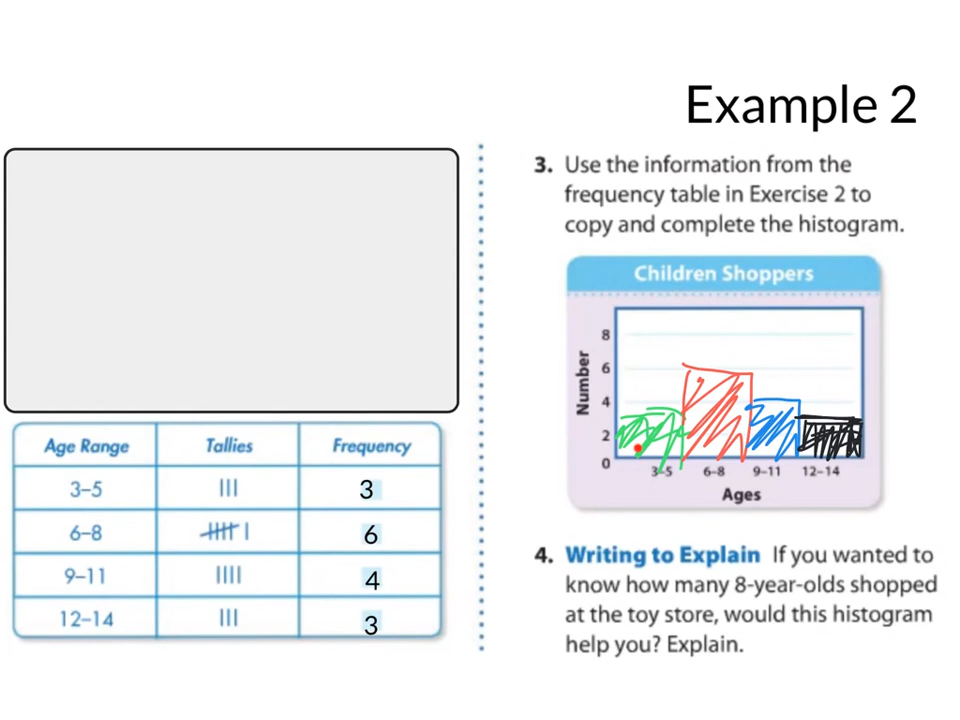 Example 2
Age Range Tallies Frequency
3–5 3
6–8 6
9–11 4
12–14 3
3. Use the information from the
frequency table in Exercise 2 to
copy and complete the histogram.
Children Shoppers
Number
8
6
4
2
0
3–5 6–8 9–11 12–14
Ages
4. Writing to Explain If you wanted to
know how many 8-year-olds shopped
at the toy store, would this histogram
help you? Explain.